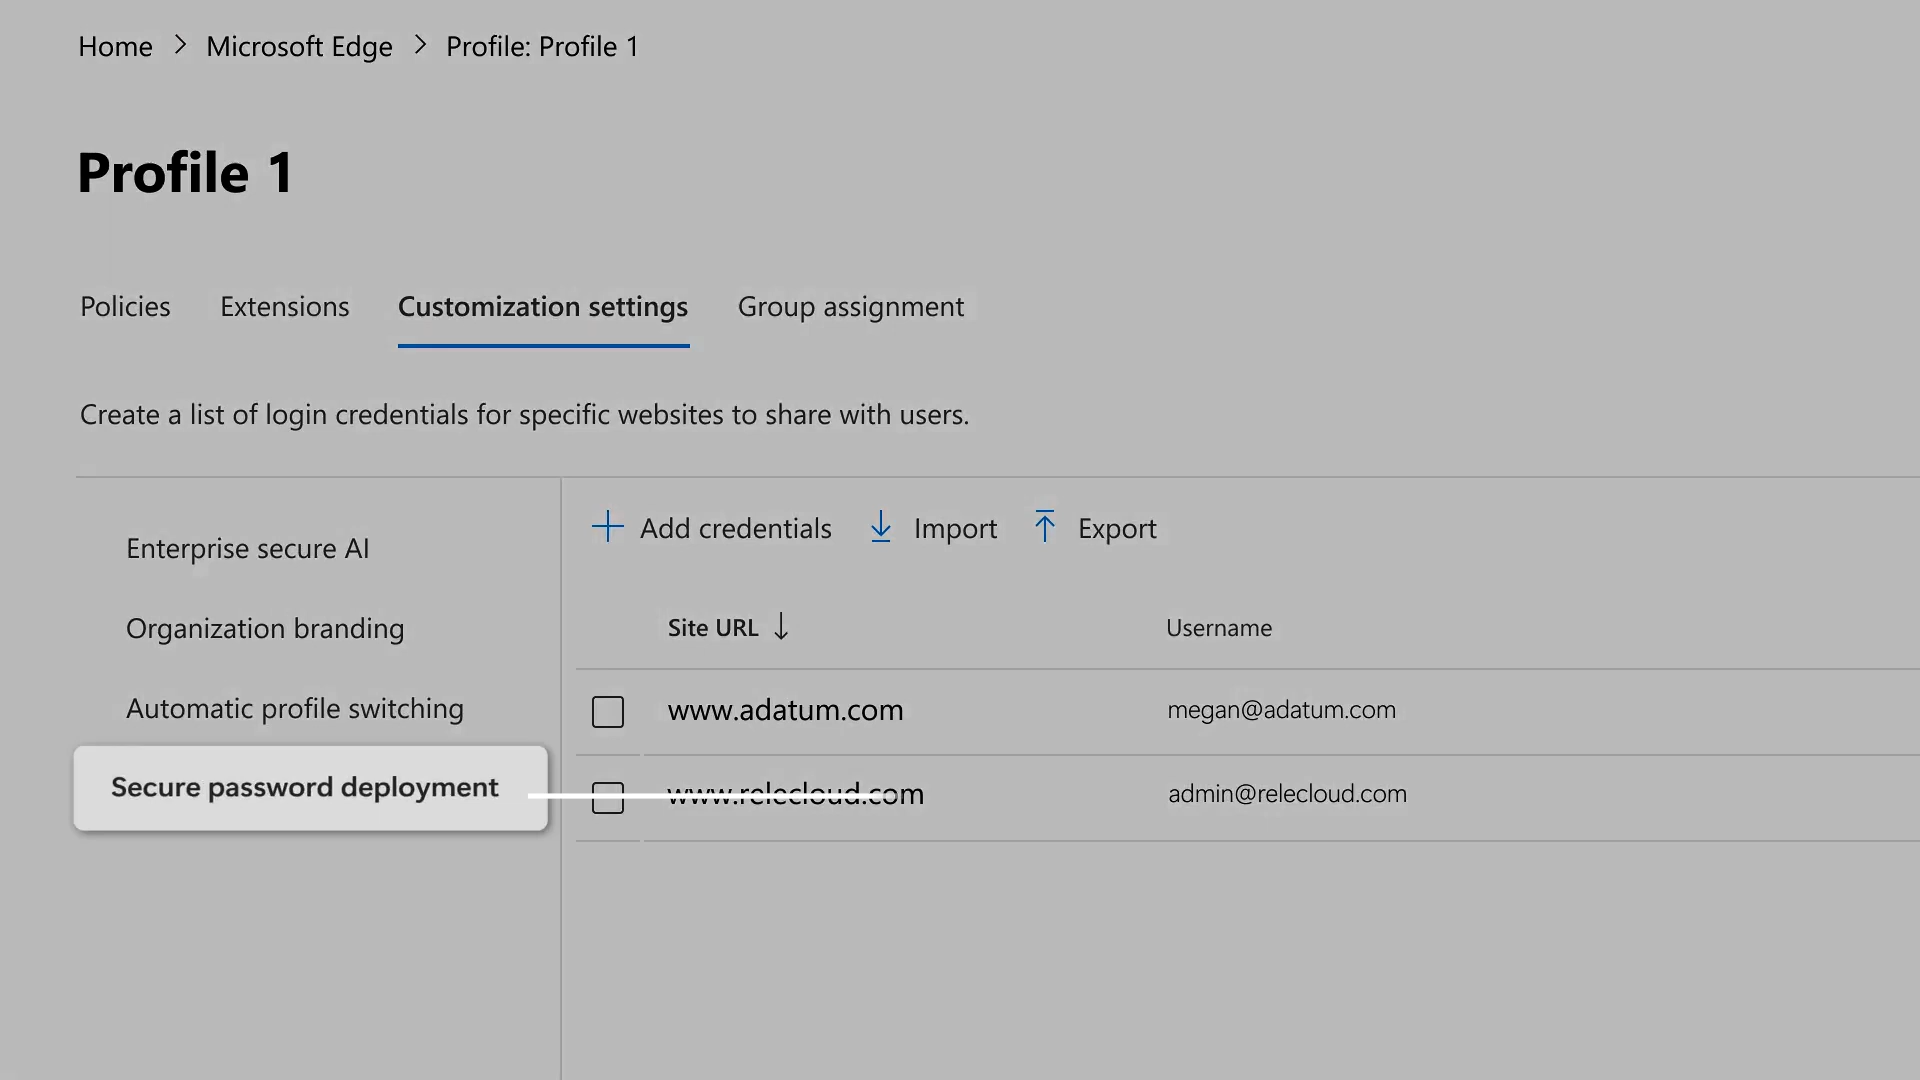 Home > Microsoft Edge > Profile: Profile 1
Profile 1
Policies Extensions Customization settings Group assignment
Create a list of login credentials for specific websites to share with users.
Enterprise secure AI
Organization branding
Automatic profile switching
Secure password deployment
Add credentials Import Export
Site URL ↓ Username
www.adatum.com megan@adatum.com
www.relecloud.com admin@relecloud.com